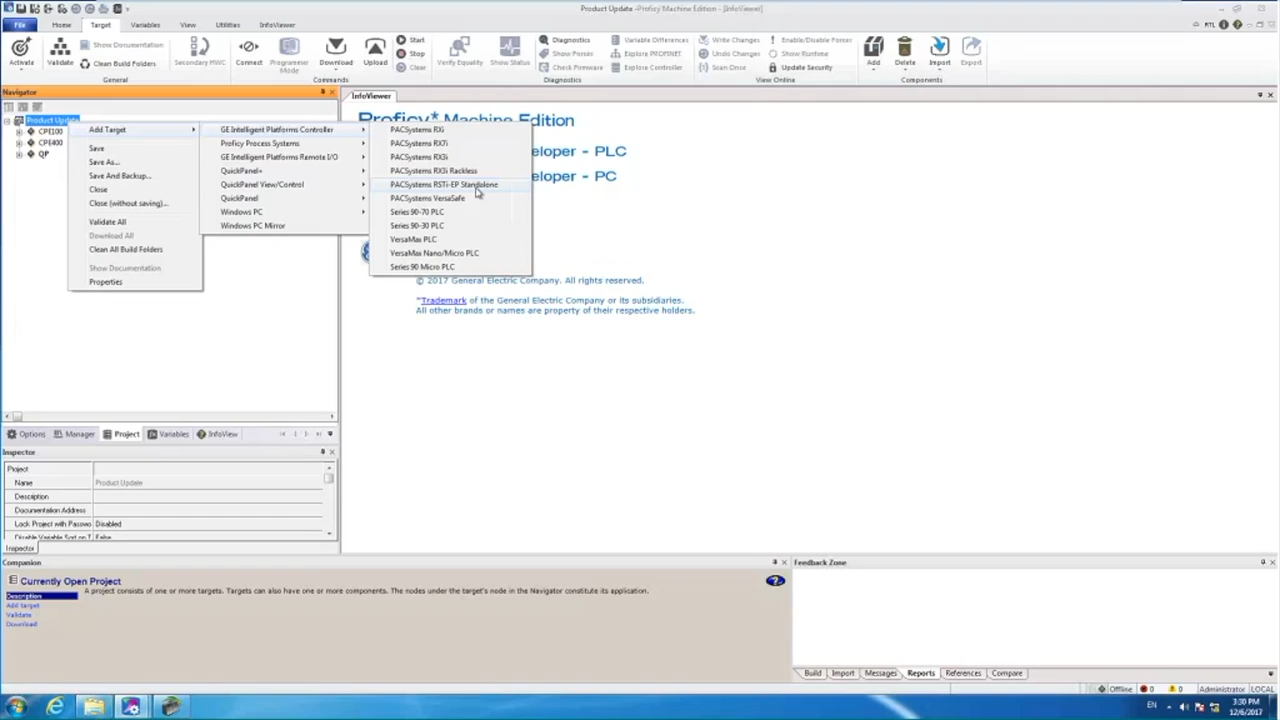 Product Update -Proficy Machine Edition - [InfoViewer]
File Home Target Variables View Utilities InfoViewer
RTL
Activate
Validate
Show Documentation
Clean Build Folders
General
Secondary HWC
Connect
Programmer Mode
Download
Upload
Start
Stop
Clear
Commands
Verify Equality
Show Status
Diagnostics
Show Forces
Check Firmware
Variable Differences
Explore PROFINET
Explore Controller
Diagnostics
Write Changes
Undo Changes
Scan Once
Enable/Disable Forces
Show Runtime
Update Security
View Online
Add
Delete
Import
Export
Components
Navigator
Product Update
CPE100
CPE400
QP
Add Target
Save
Save As...
Save And Backup...
Close
Close (without saving)...
Validate All
Download All
Clean All Build Folders
Show Documentation
Properties
GE Intelligent Platforms Controller
Proficy Process Systems
GE Intelligent Platforms Remote I/O
QuickPanel+
QuickPanel View/Control
QuickPanel
Windows PC
Windows PC Mirror
PACSystems RXi
PACSystems RX7i
PACSystems RX3i
PACSystems RX3i Rackless
PACSystems RSTi-EP Standalone
PACSystems VersaSafe
Series 90-70 PLC
Series 90-30 PLC
VersaMax PLC
VersaMax Nano/Micro PLC
Series 90 Micro PLC
InfoViewer
Proficy* Machine Edition
eloper - PLC
eloper - PC
© 2017 General Electric Company. All rights reserved.
*Trademark of the General Electric Company or its subsidiaries.
All other brands or names are property of their respective holders.
Options Manager Project Variables InfoView
Inspector
Project
Name Product Update
Description
Documentation Address
Lock Project with Passwo Disabled
Disable Variable Sort on T False
Inspector
Companion
Currently Open Project
Description
Add target
Validate
Download
A project consists of one or more targets. Targets can also have one or more components. The nodes under the target's node in the Navigator constitute its application.
Feedback Zone
Build Import Messages Reports References Compare
Offline 0 0 Administrator LOCAL
EN
3:30 PM
12/6/2017